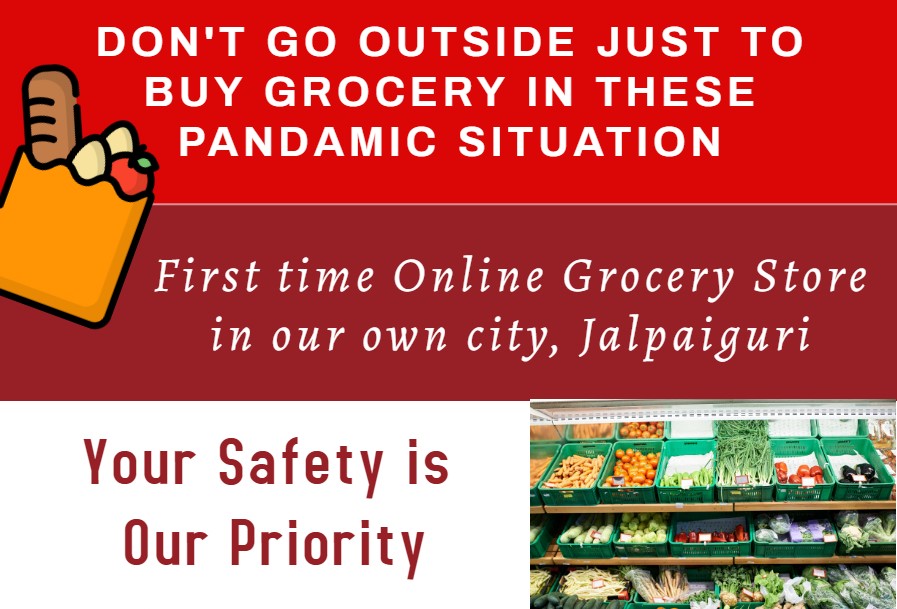 DON'T GO OUTSIDE JUST TO
BUY GROCERY IN THESE
PANDAMIC SITUATION
First time Online Grocery Store
in our own city, Jalpaiguri
Your Safety is
Our Priority